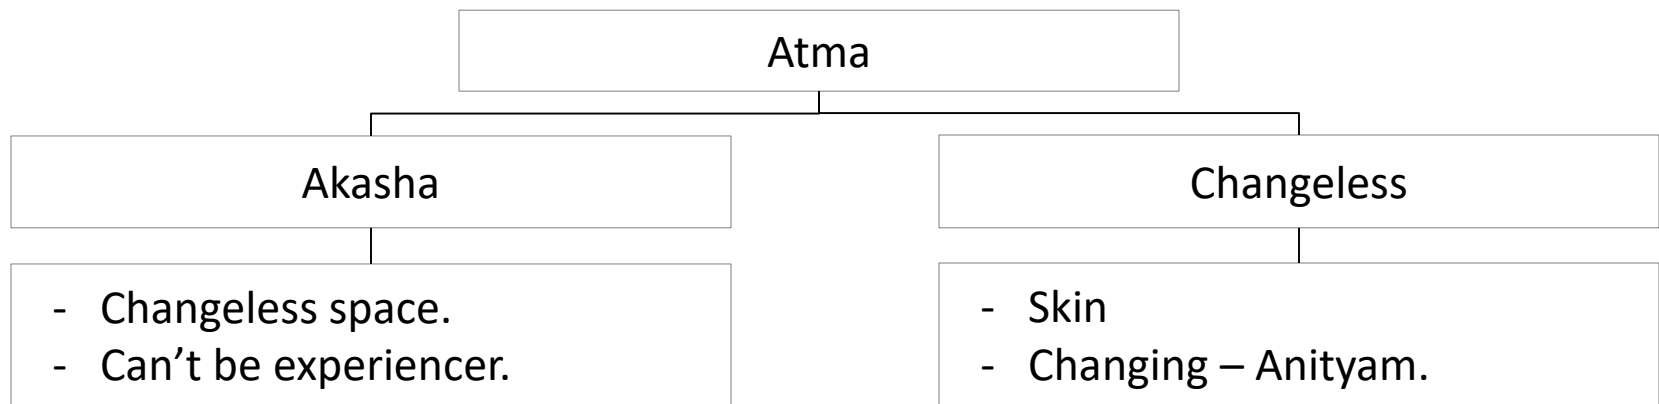 Atma
Akasha
Changeless
- Changeless space.
- Can’t be experiencer.
- Skin
- Changing – Anityam.